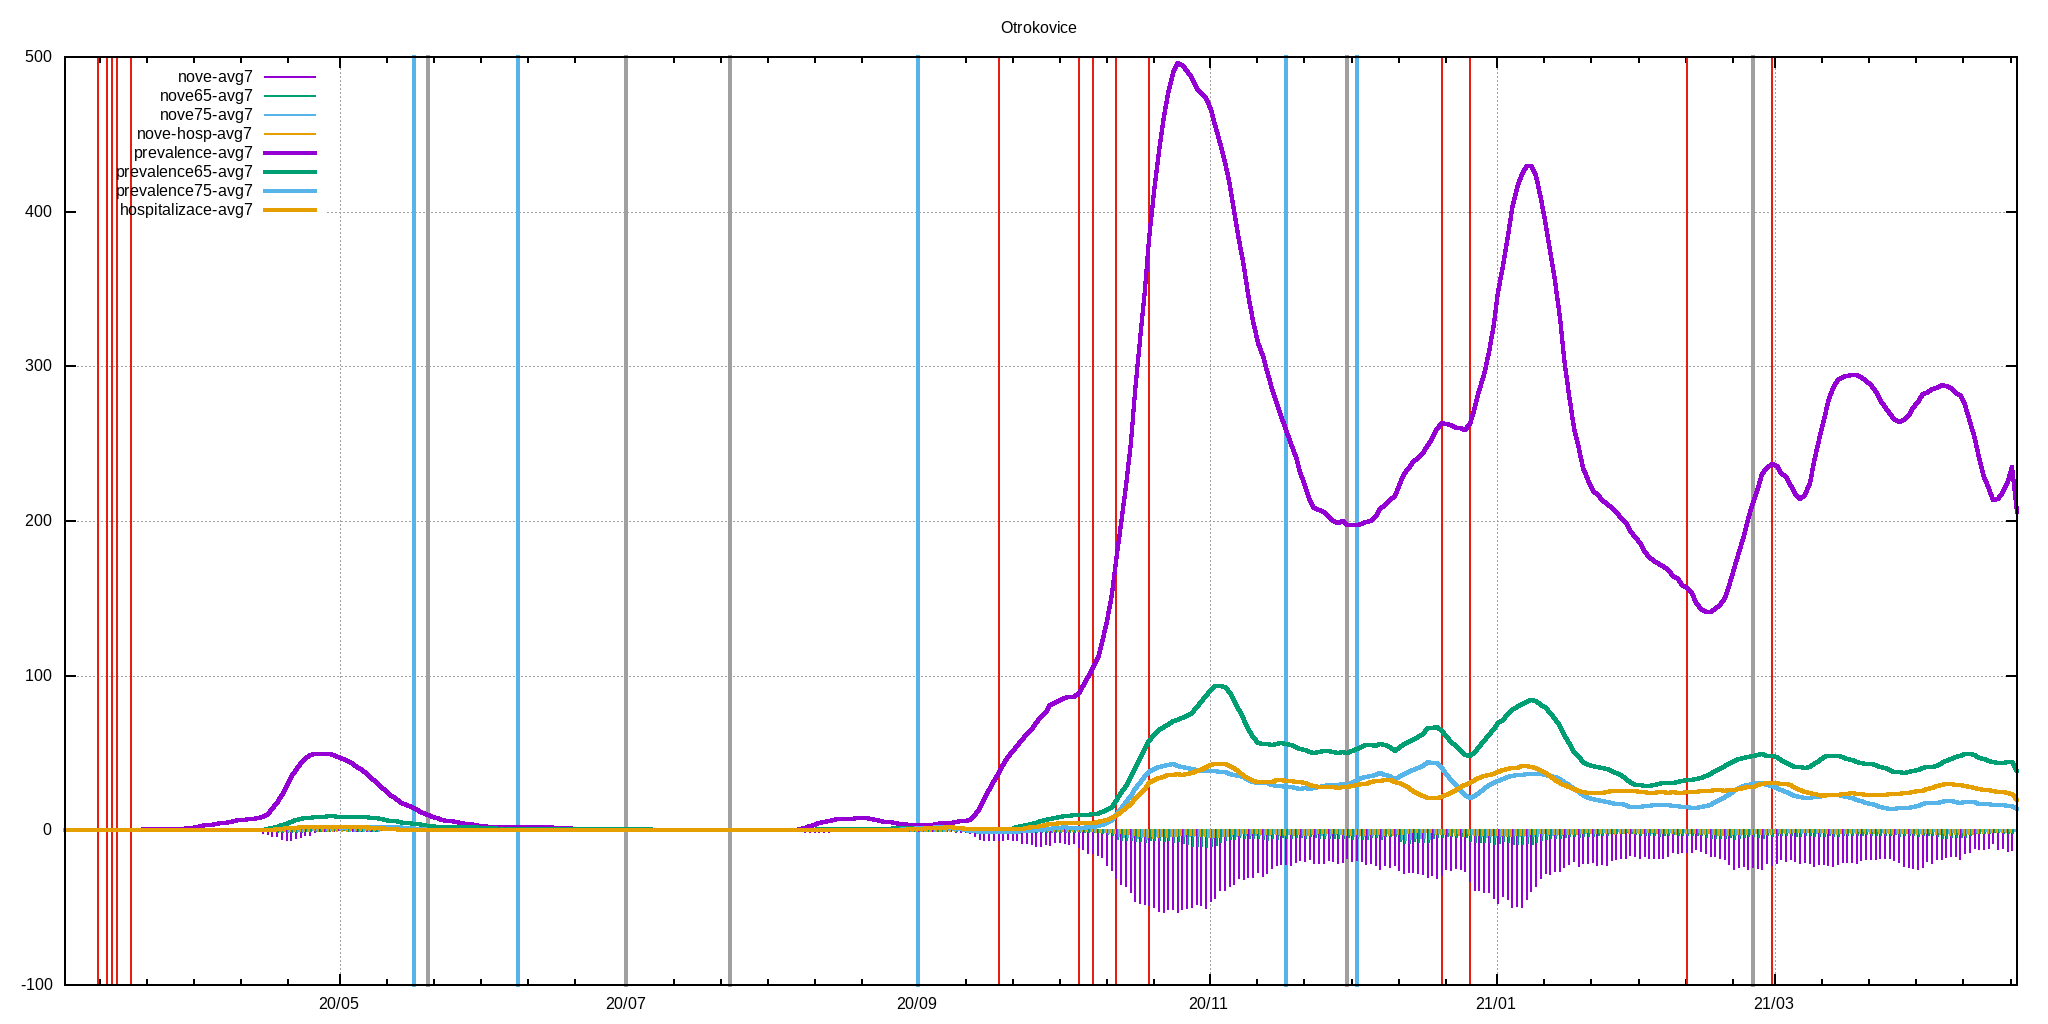 Otrokovice
500
400
300
200
100
0
-100
nove-avg7
nove65-avg7
nove75-avg7
nove-hosp-avg7
prevalence-avg7
prevalence65-avg7
prevalence75-avg7
hospitalizace-avg7
20/05 20/07 20/09 20/11 21/01 21/03